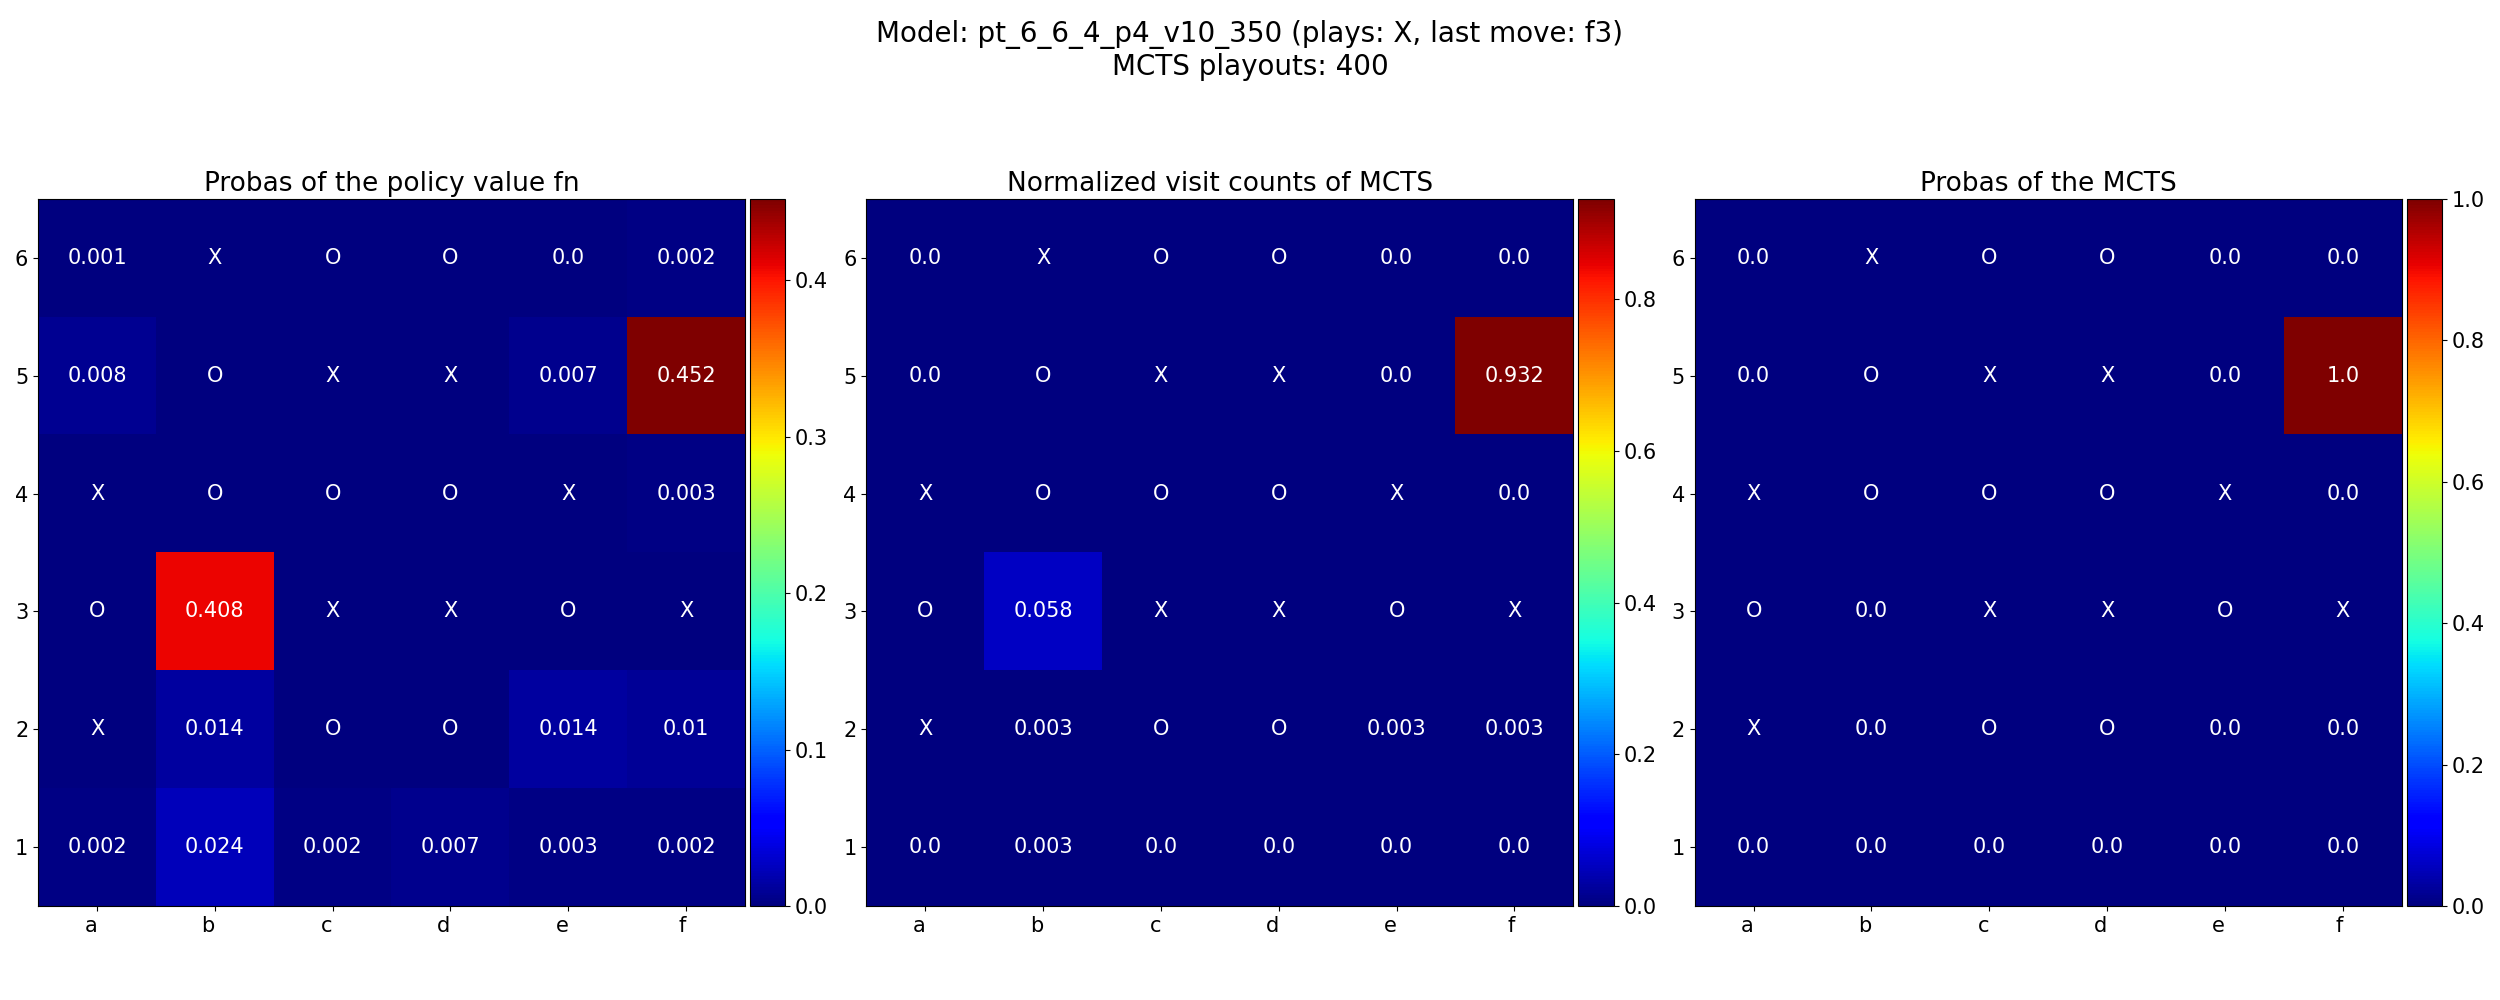 Model: pt_6_6_4_p4_v10_350 (plays: X, last move: f3)
MCTS playouts: 400
Probas of the policy value fn
6 0.001 X O O 0.0 0.002
5 0.008 O X X 0.007 0.452
4 X O O O X 0.003
3 O 0.408 X X O X
2 X 0.014 O O 0.014 0.01
1 0.002 0.024 0.002 0.007 0.003 0.002
a b c d e f
0.4
0.3
0.2
0.1
0.0
Normalized visit counts of MCTS
6 0.0 X O O 0.0 0.0
5 0.0 O X X 0.0 0.932
4 X O O O X 0.0
3 O 0.058 X X O X
2 X 0.003 O O 0.003 0.003
1 0.0 0.003 0.0 0.0 0.0 0.0
a b c d e f
0.8
0.6
0.4
0.2
0.0
Probas of the MCTS
6 0.0 X O O 0.0 0.0
5 0.0 O X X 0.0 1.0
4 X O O O X 0.0
3 O 0.0 X X O X
2 X 0.0 O O 0.0 0.0
1 0.0 0.0 0.0 0.0 0.0 0.0
a b c d e f
1.0
0.8
0.6
0.4
0.2
0.0